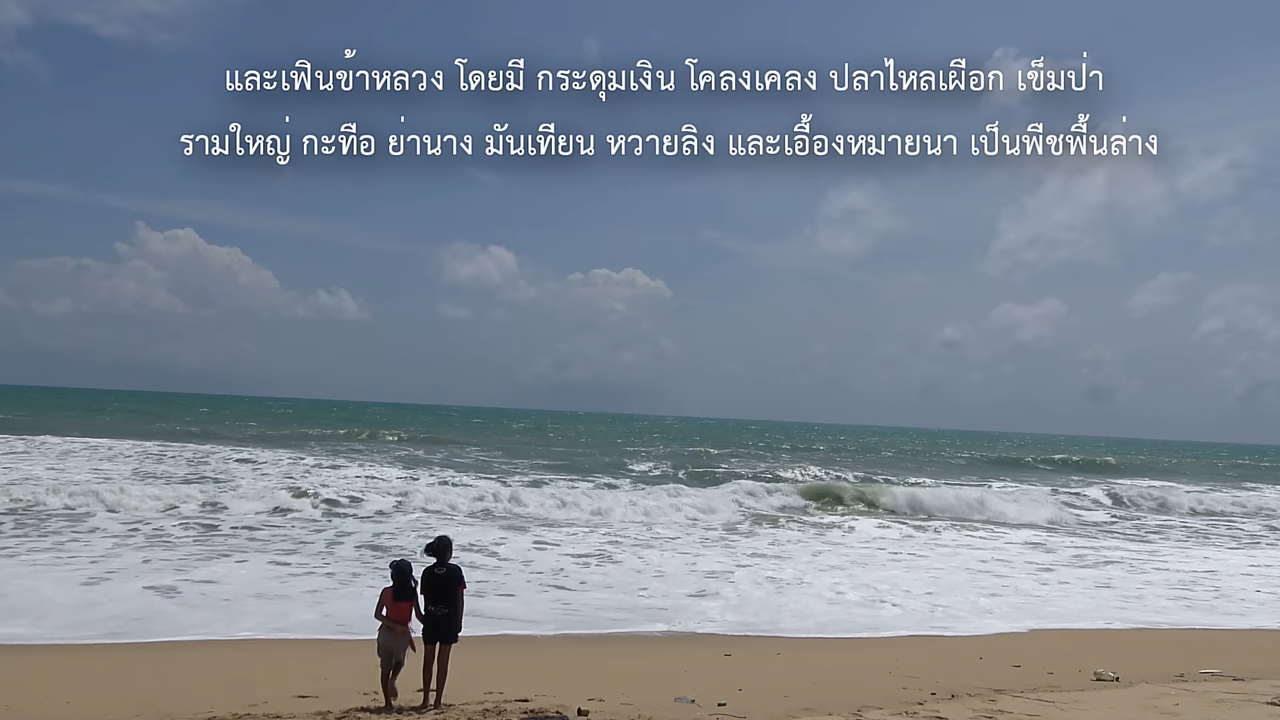 และเฟินข้าหลวง โดยมี กระดุมเงิน โคลงเคลง ปลาไหลเผือก เข็มป่า
รามใหญ่ กะทือ ย่านาง มันเทียน หวายลิง และเอื้องหมายนา เป็นพืชพื้นล่าง